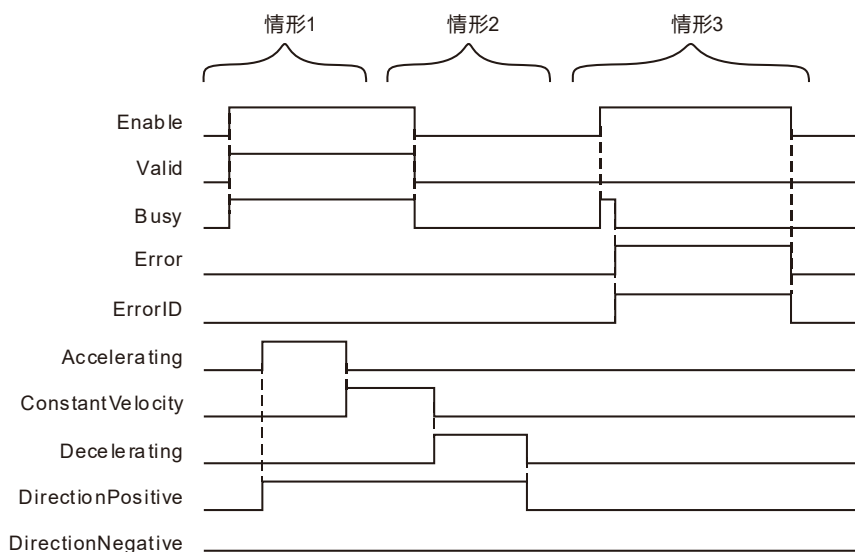 情形1 情形2 情形3
Enable
Valid
Busy
Error
ErrorID
Accelerating
ConstantVelocity
Decelerating
DirectionPositive
DirectionNegative